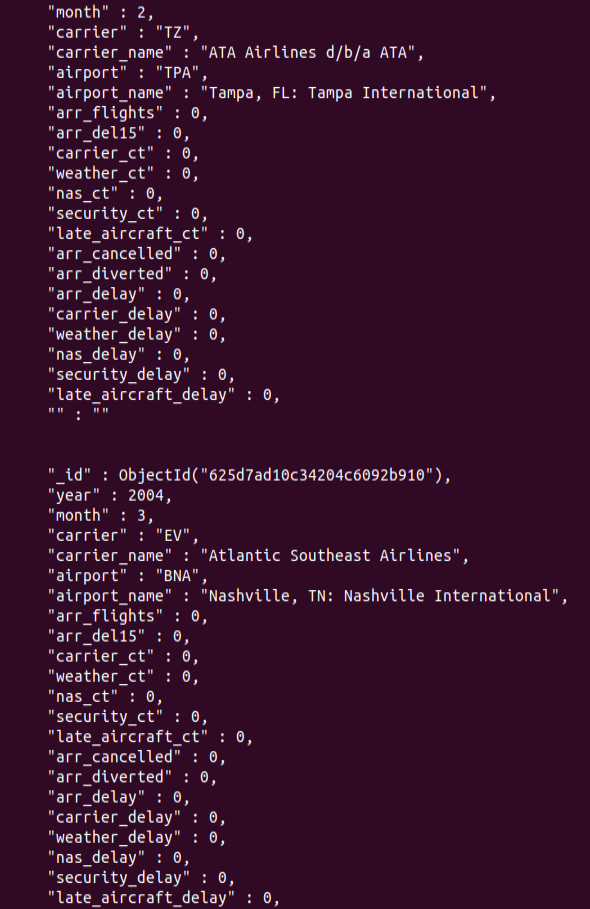 "month" : 2,
"carrier" : "TZ",
"carrier_name" : "ATA Airlines d/b/a ATA",
"airport" : "TPA",
"airport_name" : "Tampa, FL: Tampa International",
"arr_flights" : 0,
"arr_del15" : 0,
"carrier_ct" : 0,
"weather_ct" : 0,
"nas_ct" : 0,
"security_ct" : 0,
"late_aircraft_ct" : 0,
"arr_cancelled" : 0,
"arr_diverted" : 0,
"arr_delay" : 0,
"carrier_delay" : 0,
"weather_delay" : 0,
"nas_delay" : 0,
"security_delay" : 0,
"late_aircraft_delay" : 0,
"" : ""
"_id" : ObjectId("625d7ad10c34204c6092b910"),
"year" : 2004,
"month" : 3,
"carrier" : "EV",
"carrier_name" : "Atlantic Southeast Airlines",
"airport" : "BNA",
"airport_name" : "Nashville, TN: Nashville International",
"arr_flights" : 0,
"arr_del15" : 0,
"carrier_ct" : 0,
"weather_ct" : 0,
"nas_ct" : 0,
"security_ct" : 0,
"late_aircraft_ct" : 0,
"arr_cancelled" : 0,
"arr_diverted" : 0,
"arr_delay" : 0,
"carrier_delay" : 0,
"weather_delay" : 0,
"nas_delay" : 0,
"security_delay" : 0,
"late_aircraft_delay" : 0,